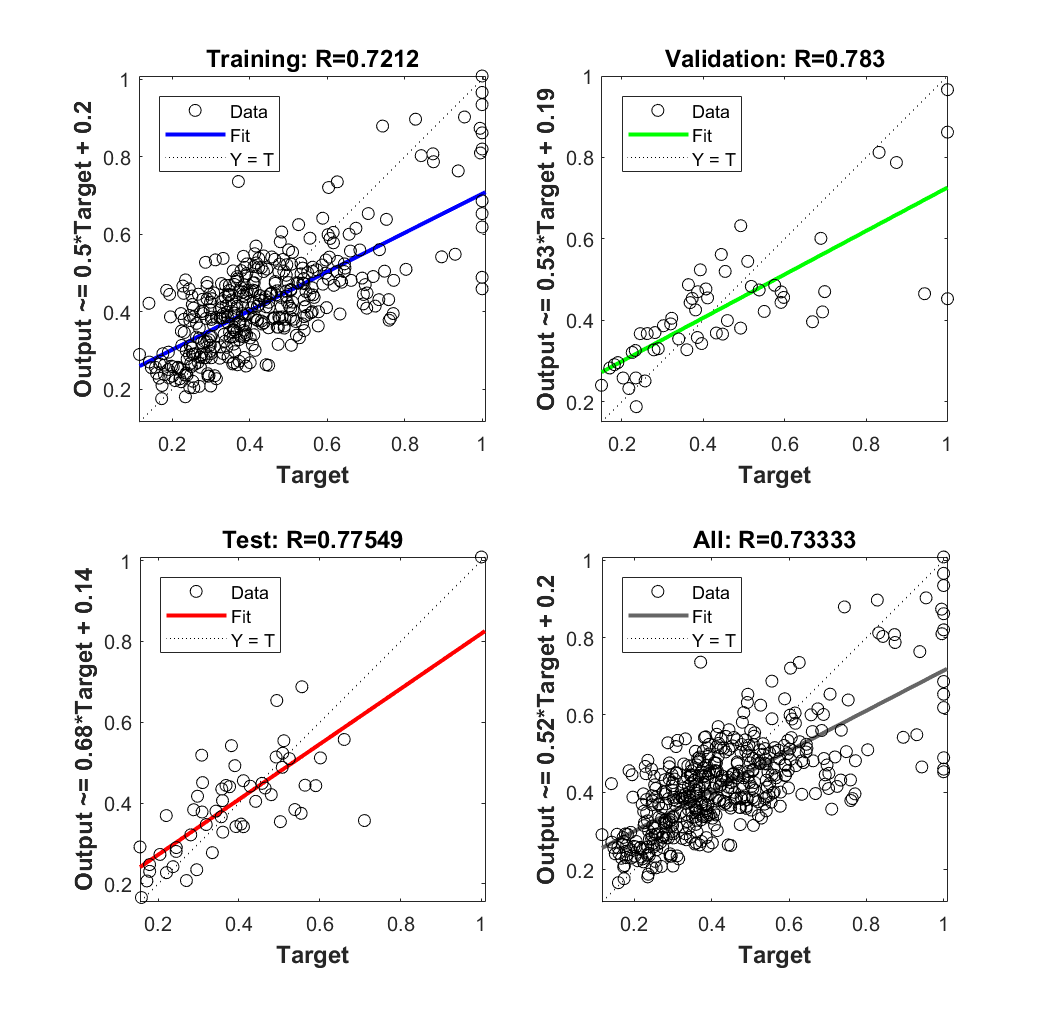 Training: R=0.7212
Output ~= 0.5*Target + 0.2
1
0.8
0.6
0.4
0.2
Data
Fit
Y = T
0.2 0.4 0.6 0.8 1
Target
Validation: R=0.783
Output ~= 0.53*Target + 0.19
1
0.8
0.6
0.4
0.2
Data
Fit
Y = T
0.2 0.4 0.6 0.8 1
Target
Test: R=0.77549
Output ~= 0.68*Target + 0.14
1
0.8
0.6
0.4
0.2
Data
Fit
Y = T
0.2 0.4 0.6 0.8 1
Target
All: R=0.73333
Output ~= 0.52*Target + 0.2
1
0.8
0.6
0.4
0.2
Data
Fit
Y = T
0.2 0.4 0.6 0.8 1
Target